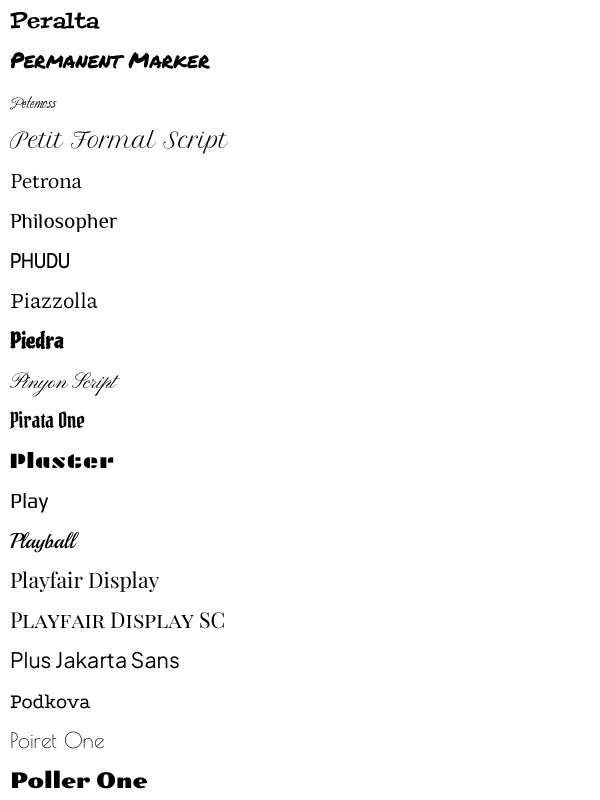 Peralta
Permanent Marker
Petemoss
Petit Formal Script
Petrona
Philosopher
PHUDU
Piazzolla
Piedra
Pinyon Script
Pirata One
Plaster
Play
Playball
Playfair Display
Playfair Display SC
Plus Jakarta Sans
Podkova
Poiret One
Poller One